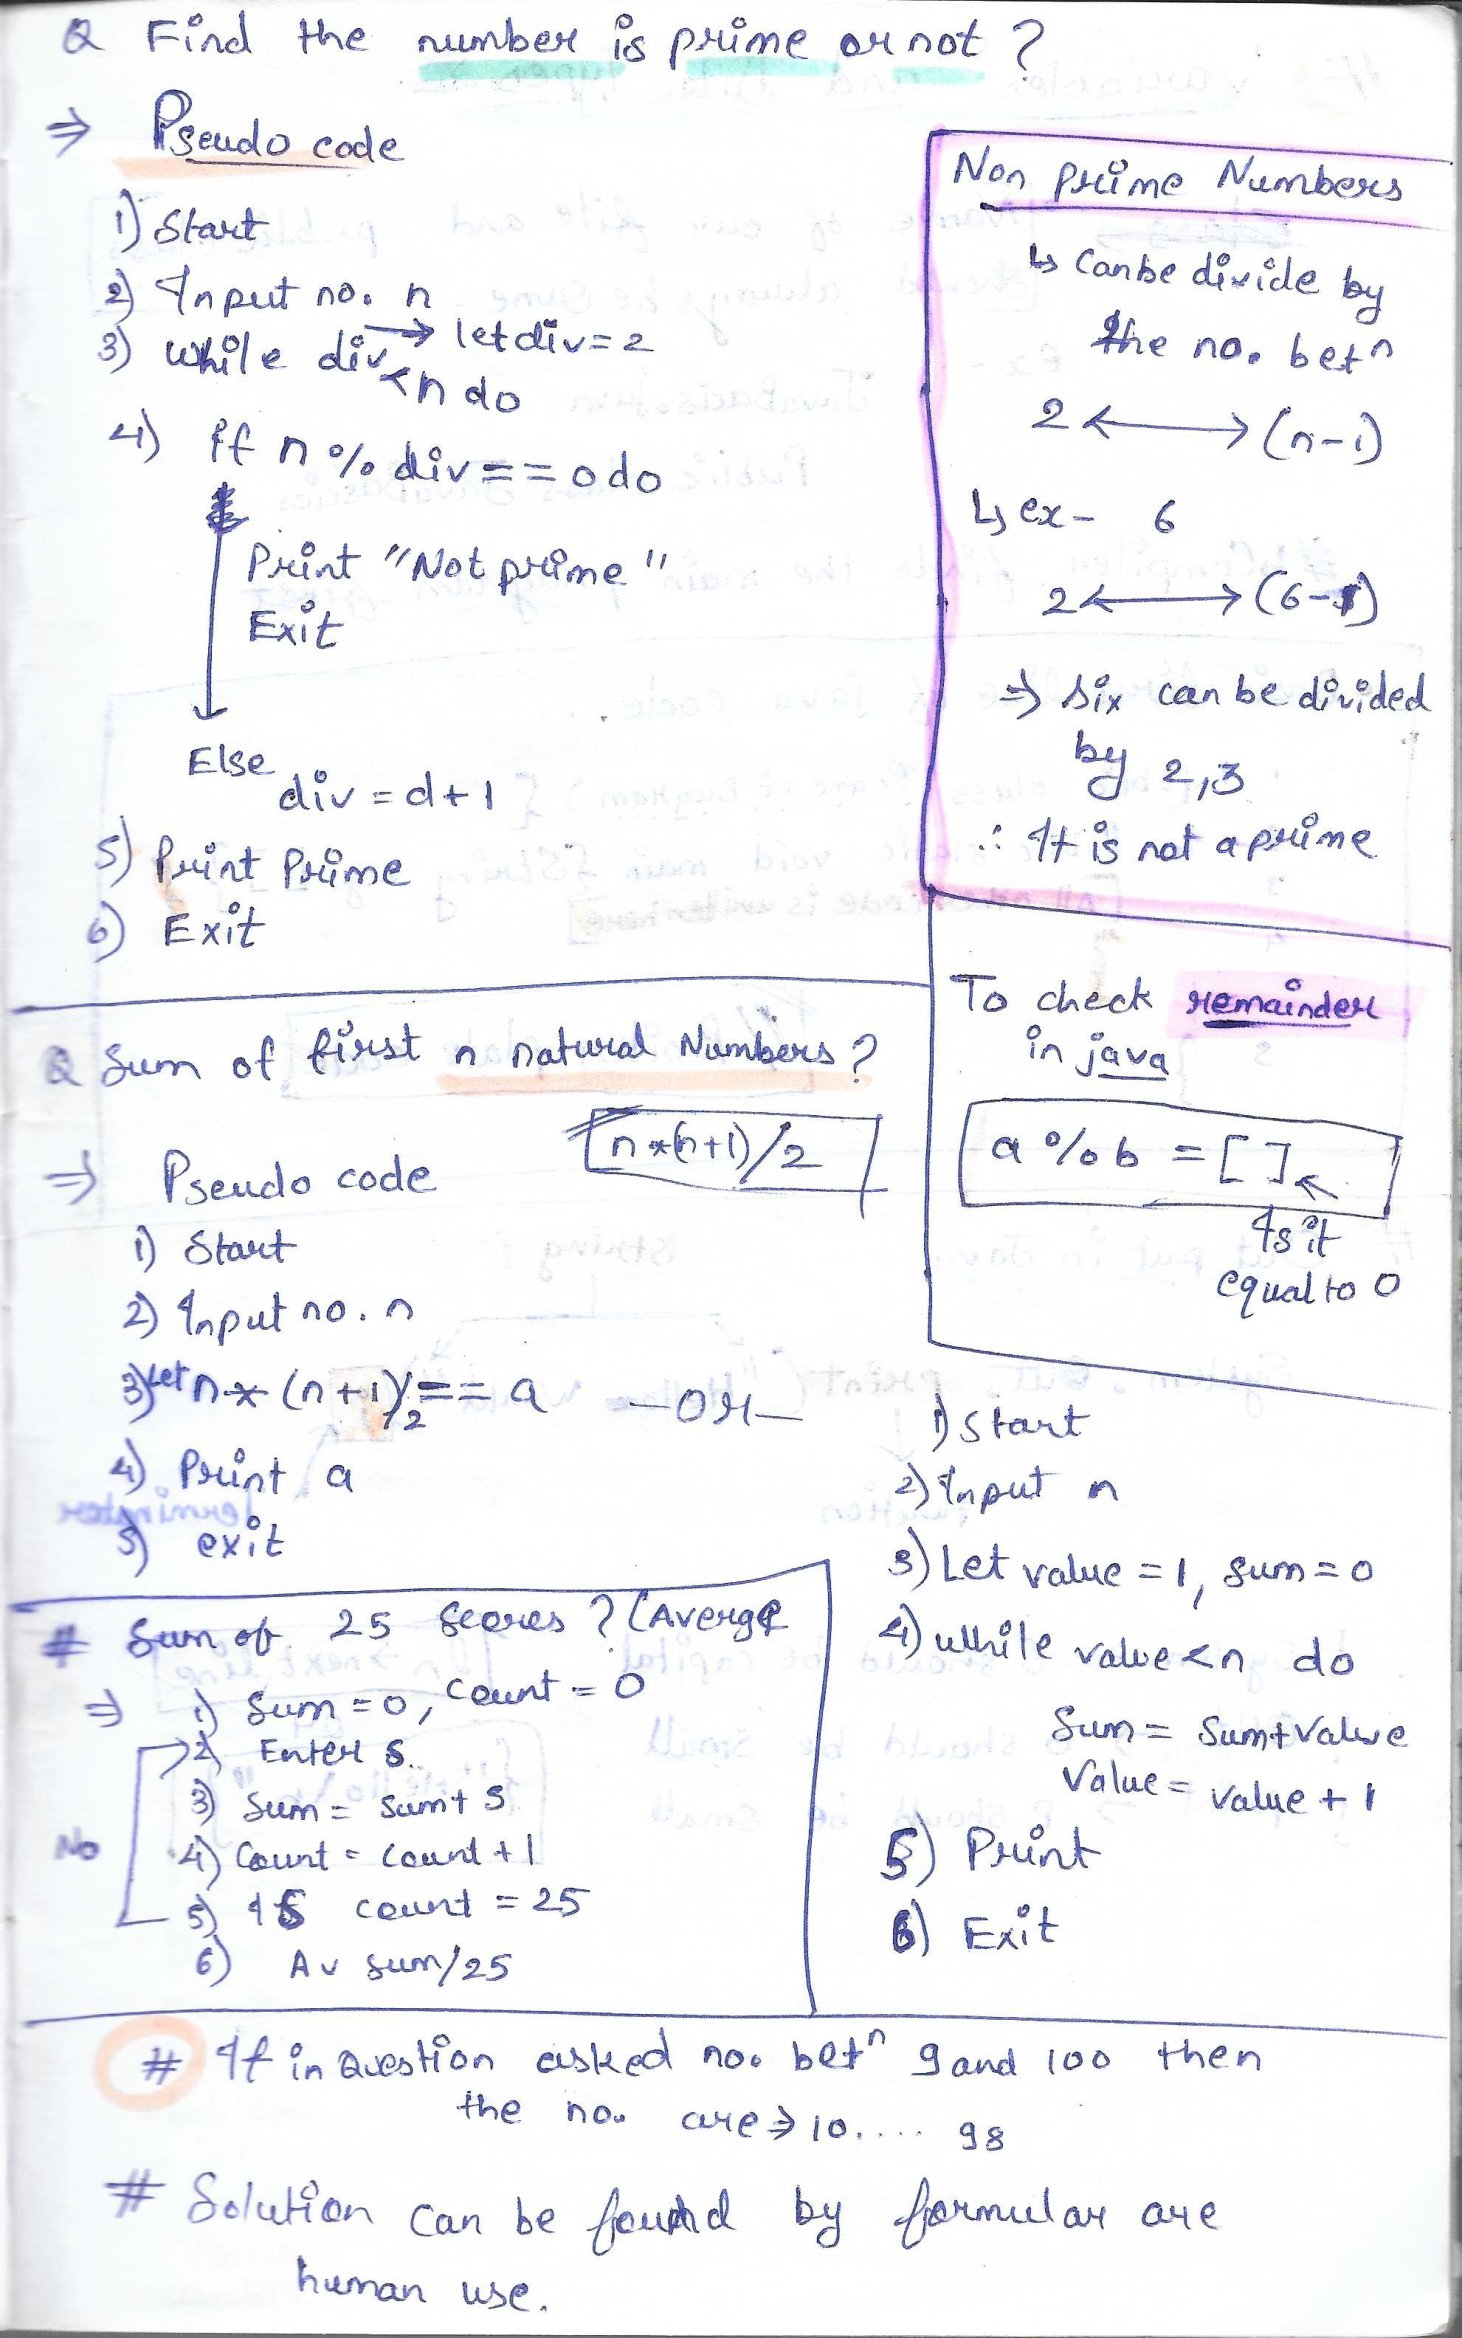 Q Find the number is prime or not ?
⇒ Pseudo code
1) Start
2) Input no. n
3) While div → let div = 2
<n do
4) if n % div == 0 do
Print "Not prime"
Exit
Else
div = d+1
5) Print Prime
6) Exit
Non prime Numbers
↳ Can be divide by
the no. betⁿ
2 ⟷ (n-1)
↳ ex- 6
2 ⟷ (6-1)
⇒ Six can be divided
by 2,3
∴ It is not a prime
To check remainder
in java
a % b = [ ]
Is it
equal to 0
Q Sum of first n natural Numbers ?
n*(n+1)/2
⇒ Pseudo code
1) Start
2) Input no. n
3) Let n * (n+1)/2 == a
4) Print a
5) exit
—Or—
1) Start
2) Input n
3) Let value = 1, sum = 0
4) While value <n do
Sum = Sum+Value
Value = value + 1
5) Print
6) Exit
# Sum of 25 Scores ? (Averge
⇒ 1) Sum = 0, Count = 0
2) Enter S.
3) Sum = Sum+ S
No
4) Count = Count + 1
5) If count = 25
6) Av sum/25
# If in Question asked no. betⁿ 9 and 100 then
the no. are ⇒ 10..... 98
# Solution can be found by formular are
human use.